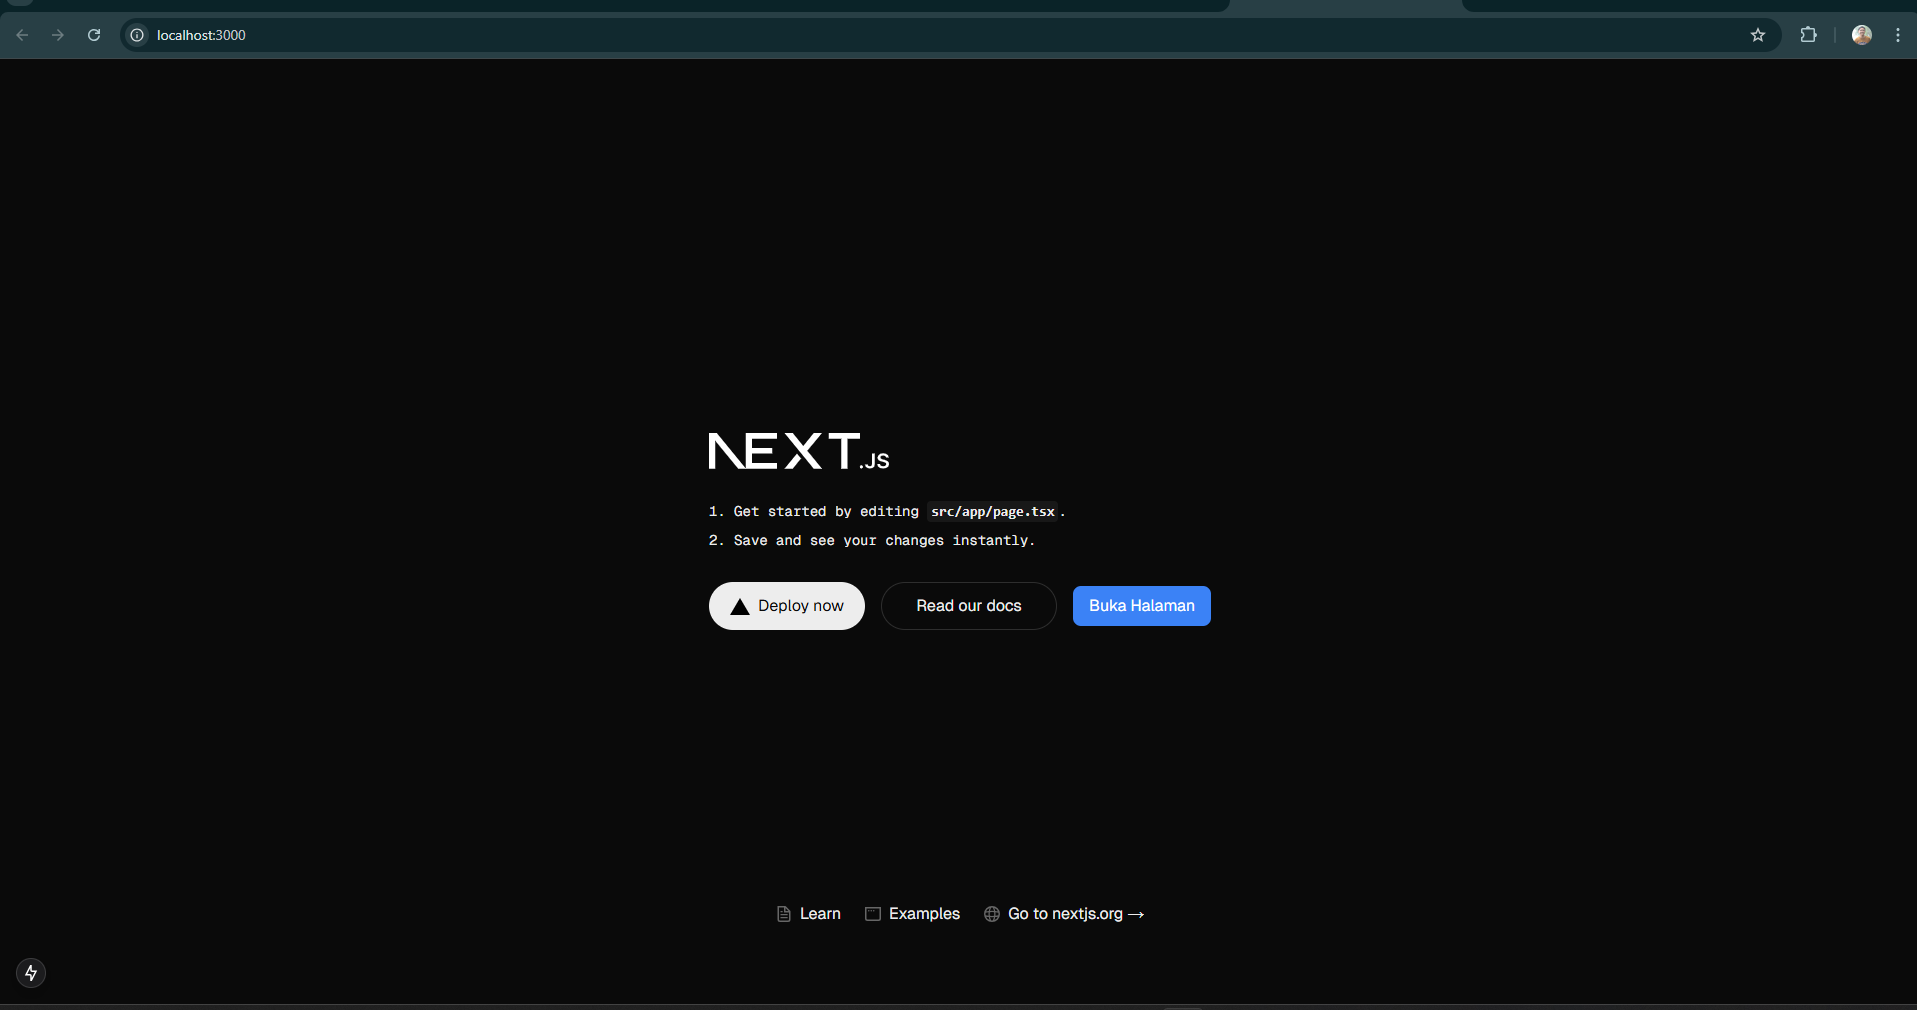 localhost:3000
NEXT.JS
1. Get started by editing src/app/page.tsx.
2. Save and see your changes instantly.
Deploy now
Read our docs
Buka Halaman
Learn
Examples
Go to nextjs.org →